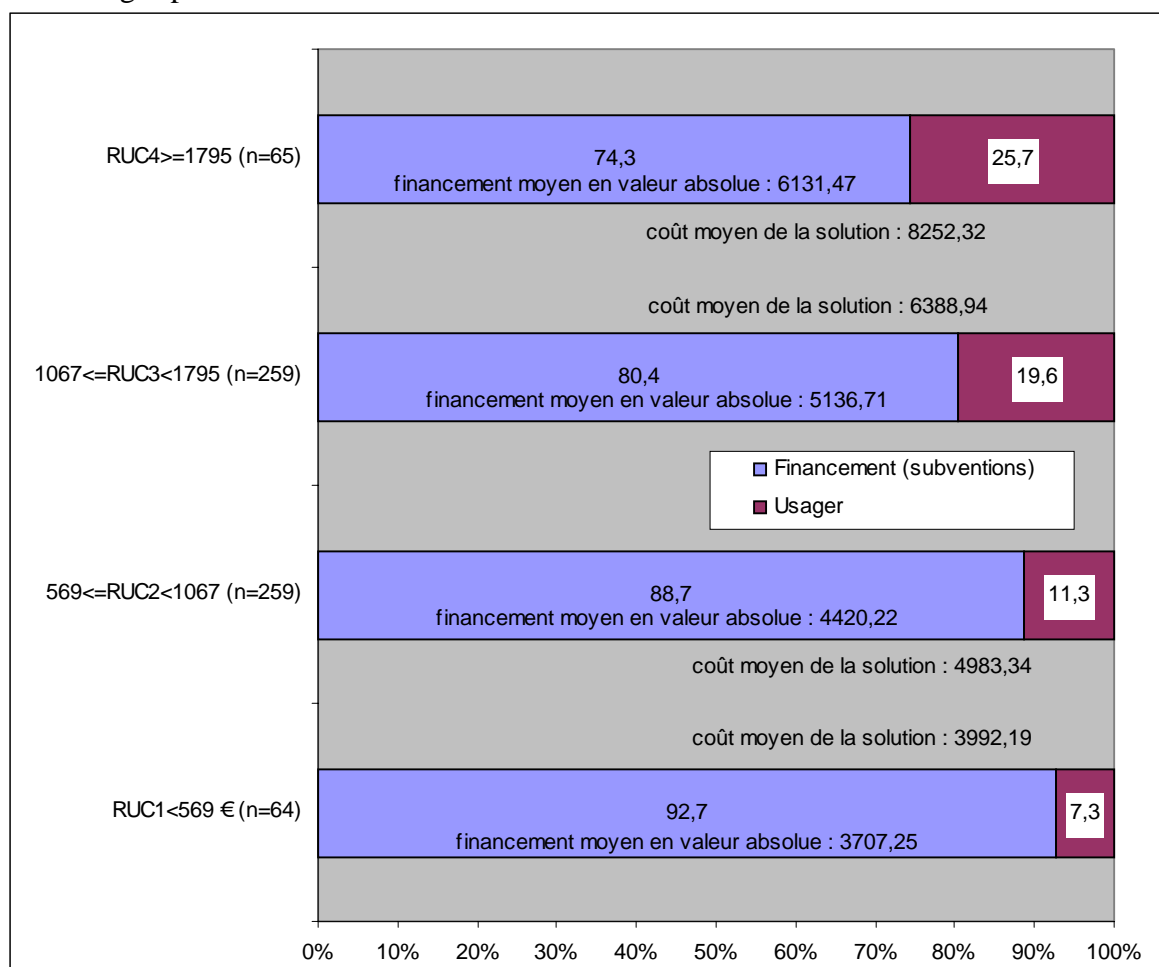 RUC4>=1795 (n=65)
74,3
25,7
financement moyen en valeur absolue : 6131,47
coût moyen de la solution : 8252,32
coût moyen de la solution : 6388,94
1067<=RUC3<1795 (n=259)
80,4
19,6
financement moyen en valeur absolue : 5136,71
Financement (subventions)
Usager
569<=RUC2<1067 (n=259)
88,7
11,3
financement moyen en valeur absolue : 4420,22
coût moyen de la solution : 4983,34
coût moyen de la solution : 3992,19
RUC1<569 € (n=64)
92,7
7,3
financement moyen en valeur absolue : 3707,25
0% 10% 20% 30% 40% 50% 60% 70% 80% 90% 100%